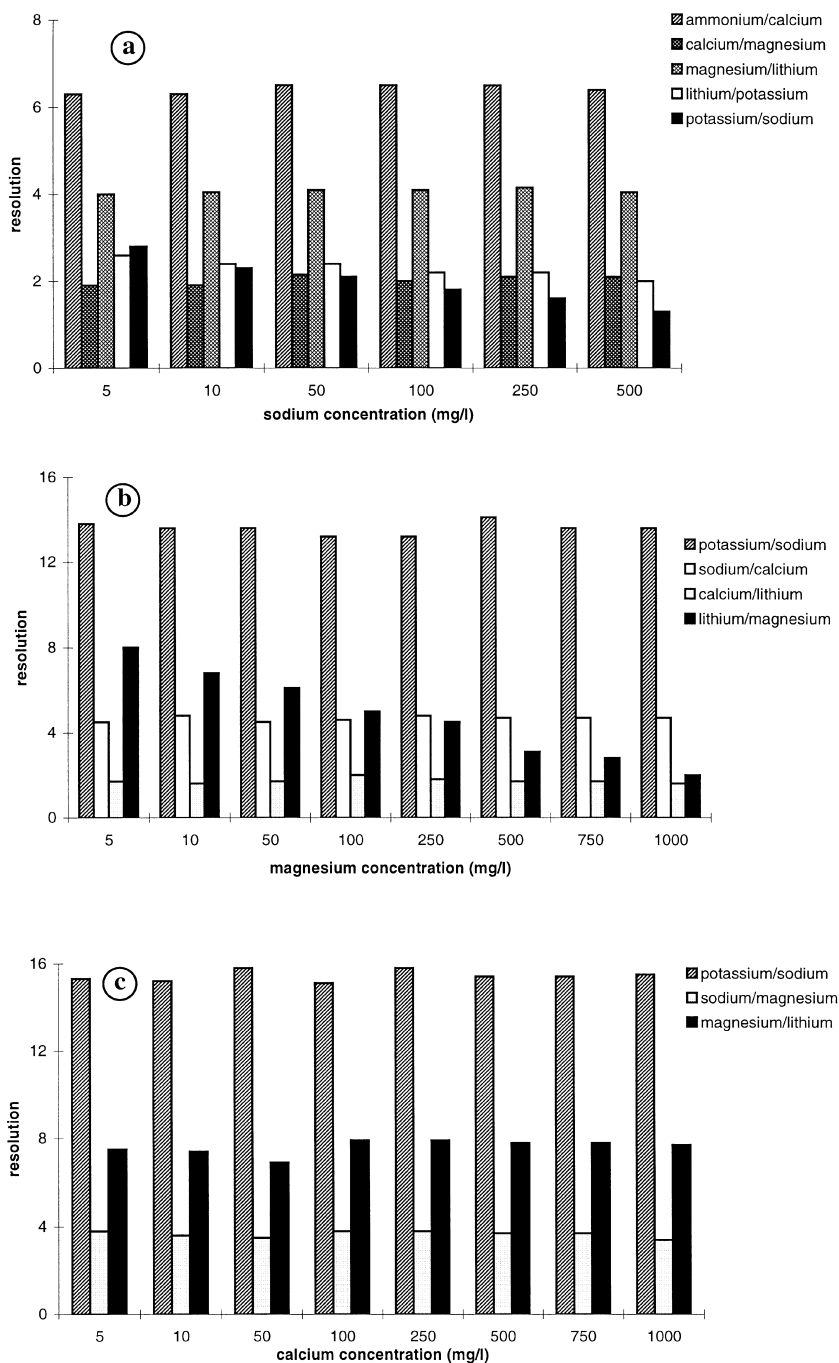 a
ammonium/calcium
calcium/magnesium
magnesium/lithium
lithium/potassium
potassium/sodium
8
6
4
2
0
resolution
5 10 50 100 250 500
sodium concentration (mg/l)
b
potassium/sodium
sodium/calcium
calcium/lithium
lithium/magnesium
16
12
8
4
0
resolution
5 10 50 100 250 500 750 1000
magnesium concentration (mg/l)
c
potassium/sodium
sodium/magnesium
magnesium/lithium
16
12
8
4
0
resolution
5 10 50 100 250 500 750 1000
calcium concentration (mg/l)